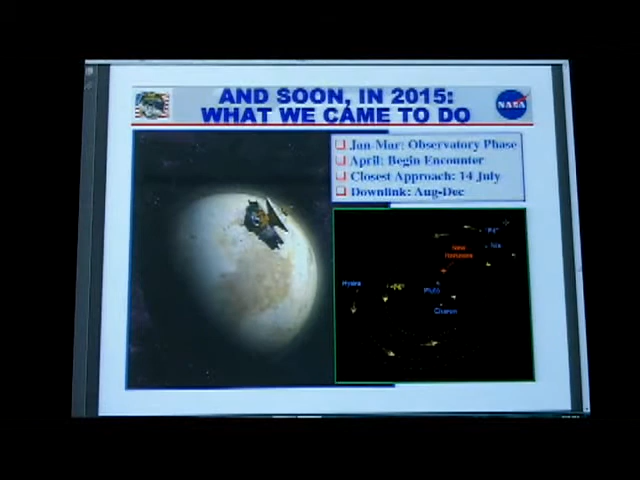 AND SOON, IN 2015:
WHAT WE CAME TO DO
NASA
Jan-Mar: Observatory Phase
April: Begin Encounter
Closest Approach: 14 July
Downlink: Aug-Dec
"P4"
Nix
New
Horizons
Hydra
Pluto
Charon